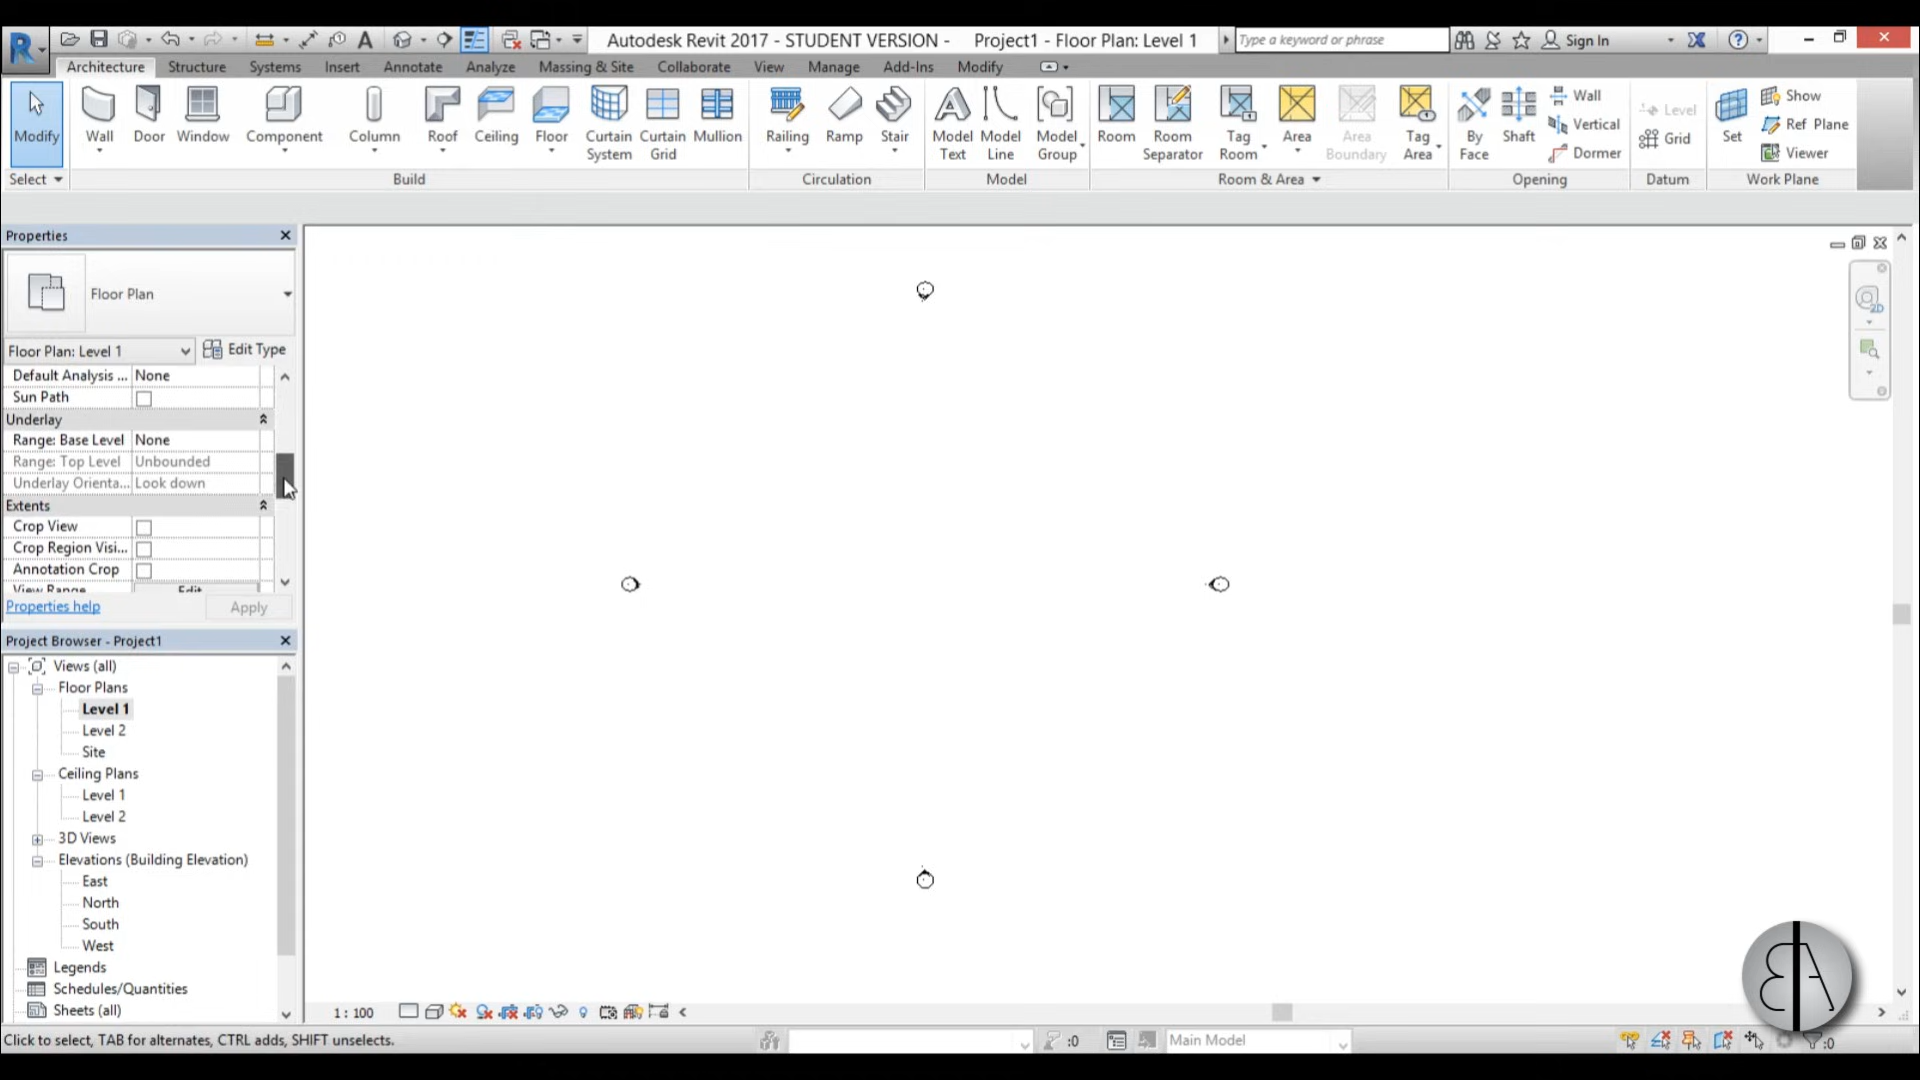 Autodesk Revit 2017 - STUDENT VERSION - Project1 - Floor Plan: Level 1
Type a keyword or phrase
Sign In
Architecture Structure Systems Insert Annotate Analyze Massing & Site Collaborate View Manage Add-Ins Modify
Modify Wall Door Window Component Column Roof Ceiling Floor Curtain System Curtain Grid Mullion Railing Ramp Stair Model Text Model Line Model Group Room Room Separator Tag Room Area Area Boundary Tag Area By Face Shaft Wall Vertical Dormer Level Grid Set Show Ref Plane Viewer
Select Build Circulation Model Room & Area Opening Datum Work Plane
Properties
Floor Plan
Floor Plan: Level 1 Edit Type
Default Analysis ... None
Sun Path
Underlay
Range: Base Level None
Range: Top Level Unbounded
Underlay Orienta... Look down
Extents
Crop View
Crop Region Visi...
Annotation Crop
View Range Edit
Properties help Apply
Project Browser - Project1
Views (all)
Floor Plans
Level 1
Level 2
Site
Ceiling Plans
Level 1
Level 2
3D Views
Elevations (Building Elevation)
East
North
South
West
Legends
Schedules/Quantities
Sheets (all)
2D
1 : 100
Click to select, TAB for alternates, CTRL adds, SHIFT unselects.
:0
Main Model
:0